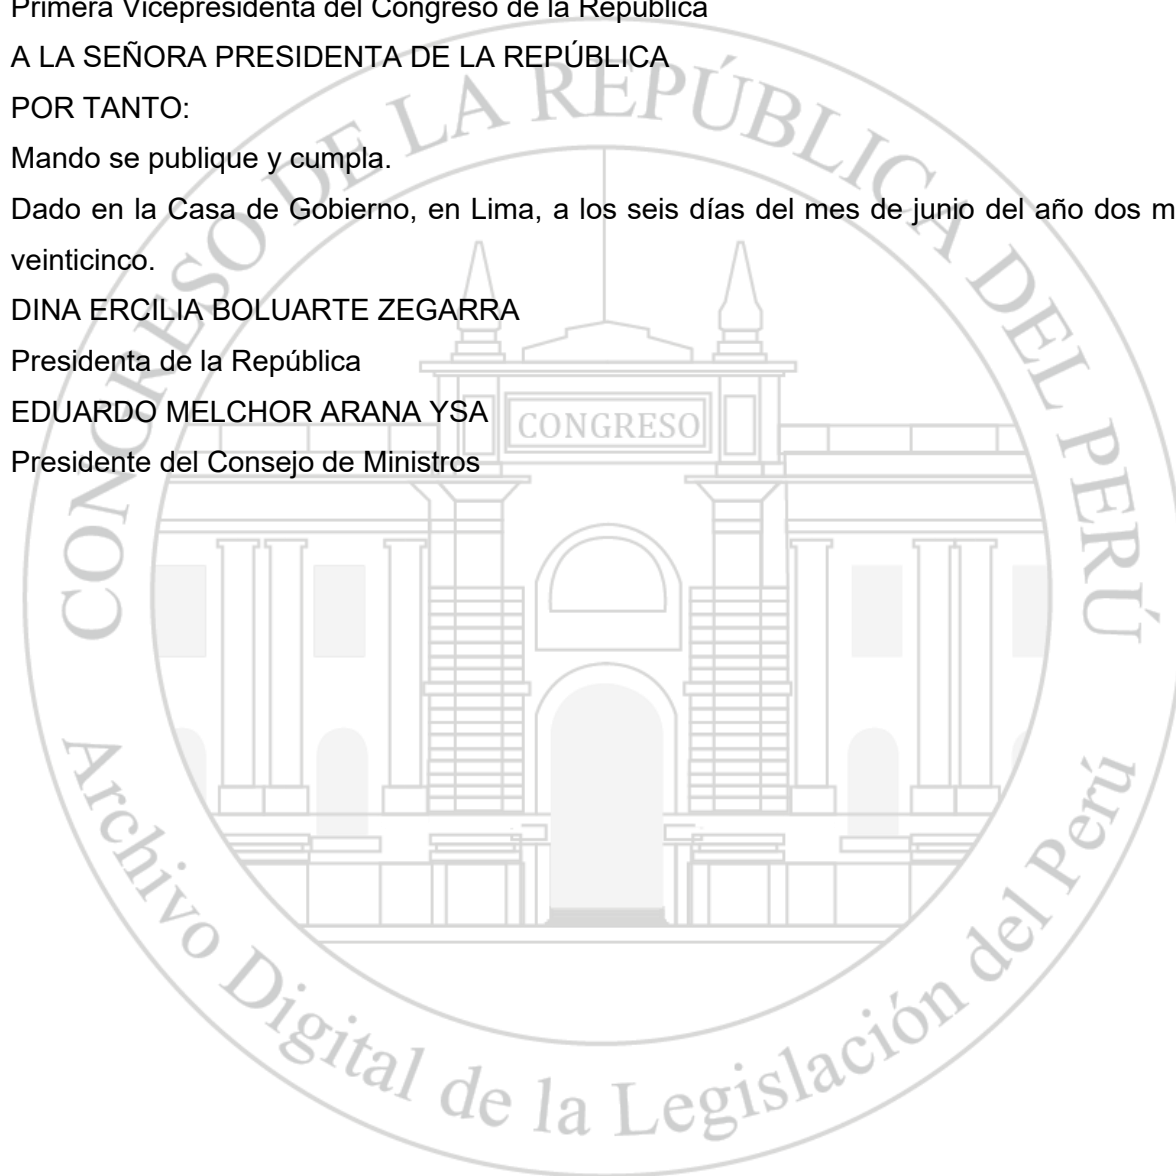 Primera Vicepresidenta del Congreso de la República
A LA SEÑORA PRESIDENTA DE LA REPÚBLICA
POR TANTO:
Mando se publique y cumpla.
Dado en la Casa de Gobierno, en Lima, a los seis días del mes de junio del año dos m
veinticinco.
DINA ERCILIA BOLUARTE ZEGARRA
Presidenta de la República
EDUARDO MELCHOR ARANA YSA
Presidente del Consejo de Ministros
CONGRESO DE LA REPÚBLICA DEL PERÚ
CONGRESO
Archivo Digital de la Legislación del Perú